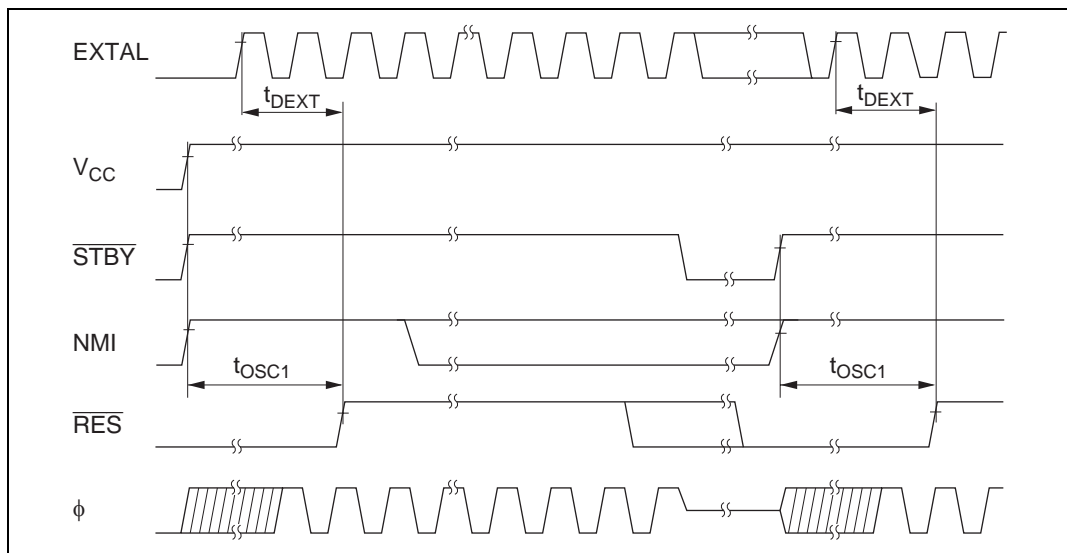 EXTAL
tDEXT
tDEXT
VCC
STBY
NMI
tOSC1
tOSC1
RES
ϕ